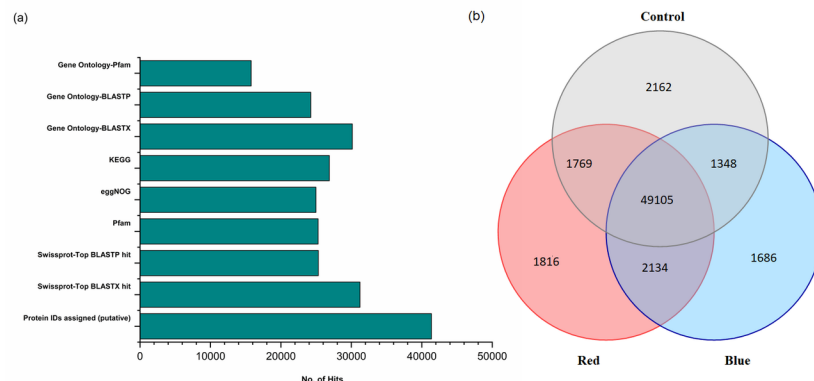 (a)
Gene Ontology-Pfam
Gene Ontology-BLASTP
Gene Ontology-BLASTX
KEGG
eggNOG
Pfam
Swissprot-Top BLASTP hit
Swissprot-Top BLASTX hit
Protein IDs assigned (putative)
0 10000 20000 30000 40000 50000
No. of Hits
(b)
Control
2162
1769
1348
49105
1816
2134
1686
Red
Blue